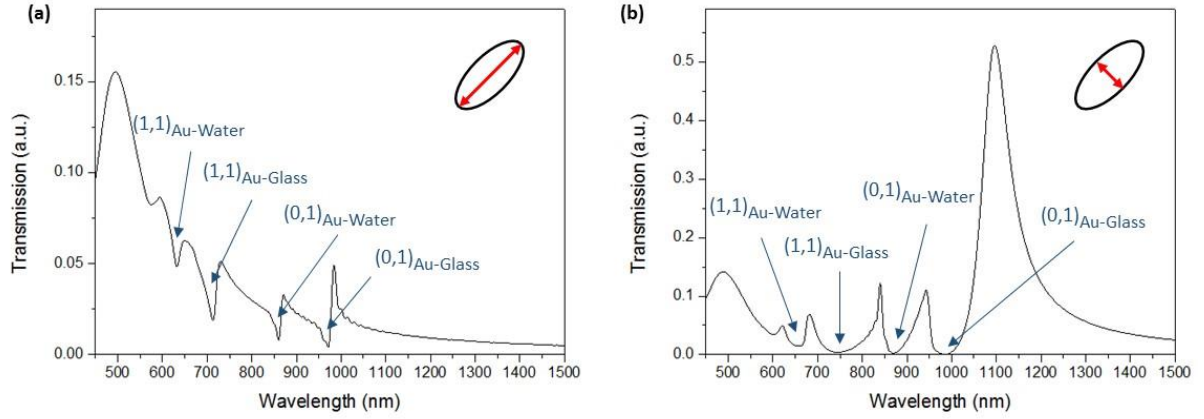 (a)
Transmission (a.u.)
0.15
0.10
0.05
0.00
(1,1)Au-Water
(1,1)Au-Glass
(0,1)Au-Water
(0,1)Au-Glass
500 600 700 800 900 1000 1100 1200 1300 1400 1500
Wavelength (nm)
(b)
Transmission (a.u.)
0.5
0.4
0.3
0.2
0.1
0.0
(1,1)Au-Water
(1,1)Au-Glass
(0,1)Au-Water
(0,1)Au-Glass
500 600 700 800 900 1000 1100 1200 1300 1400 1500
Wavelength (nm)